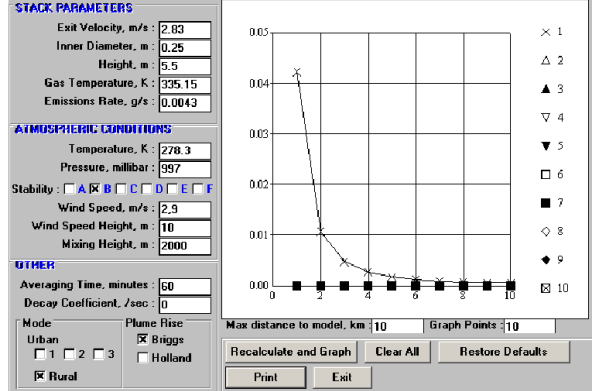 STACK PARAMETERS
Exit Velocity, m/s : 2.83
Inner Diameter, m : 0.25
Height, m : 5.5
Gas Temperature, K : 335.15
Emissions Rate, g/s : 0.0043
ATMOSPHERIC CONDITIONS
Temperature, K : 278.3
Pressure, millibar : 997
Stability : A B C D E F
Wind Speed, m/s : 2,9
Wind Speed Height, m : 10
Mixing Height, m : 2000
OTHER
Averaging Time, minutes : 60
Decay Coefficient, /sec : 0
Mode
Urban
1 2 3
Rural
Plume Rise
Briggs
Holland
0.05
0.04
0.03
0.02
0.01
0.00
0 2 4 6 8 10
1
2
3
4
5
6
7
8
9
10
Max distance to model, km : 10 Graph Points : 10
Recalculate and Graph Clear All Restore Defaults
Print Exit